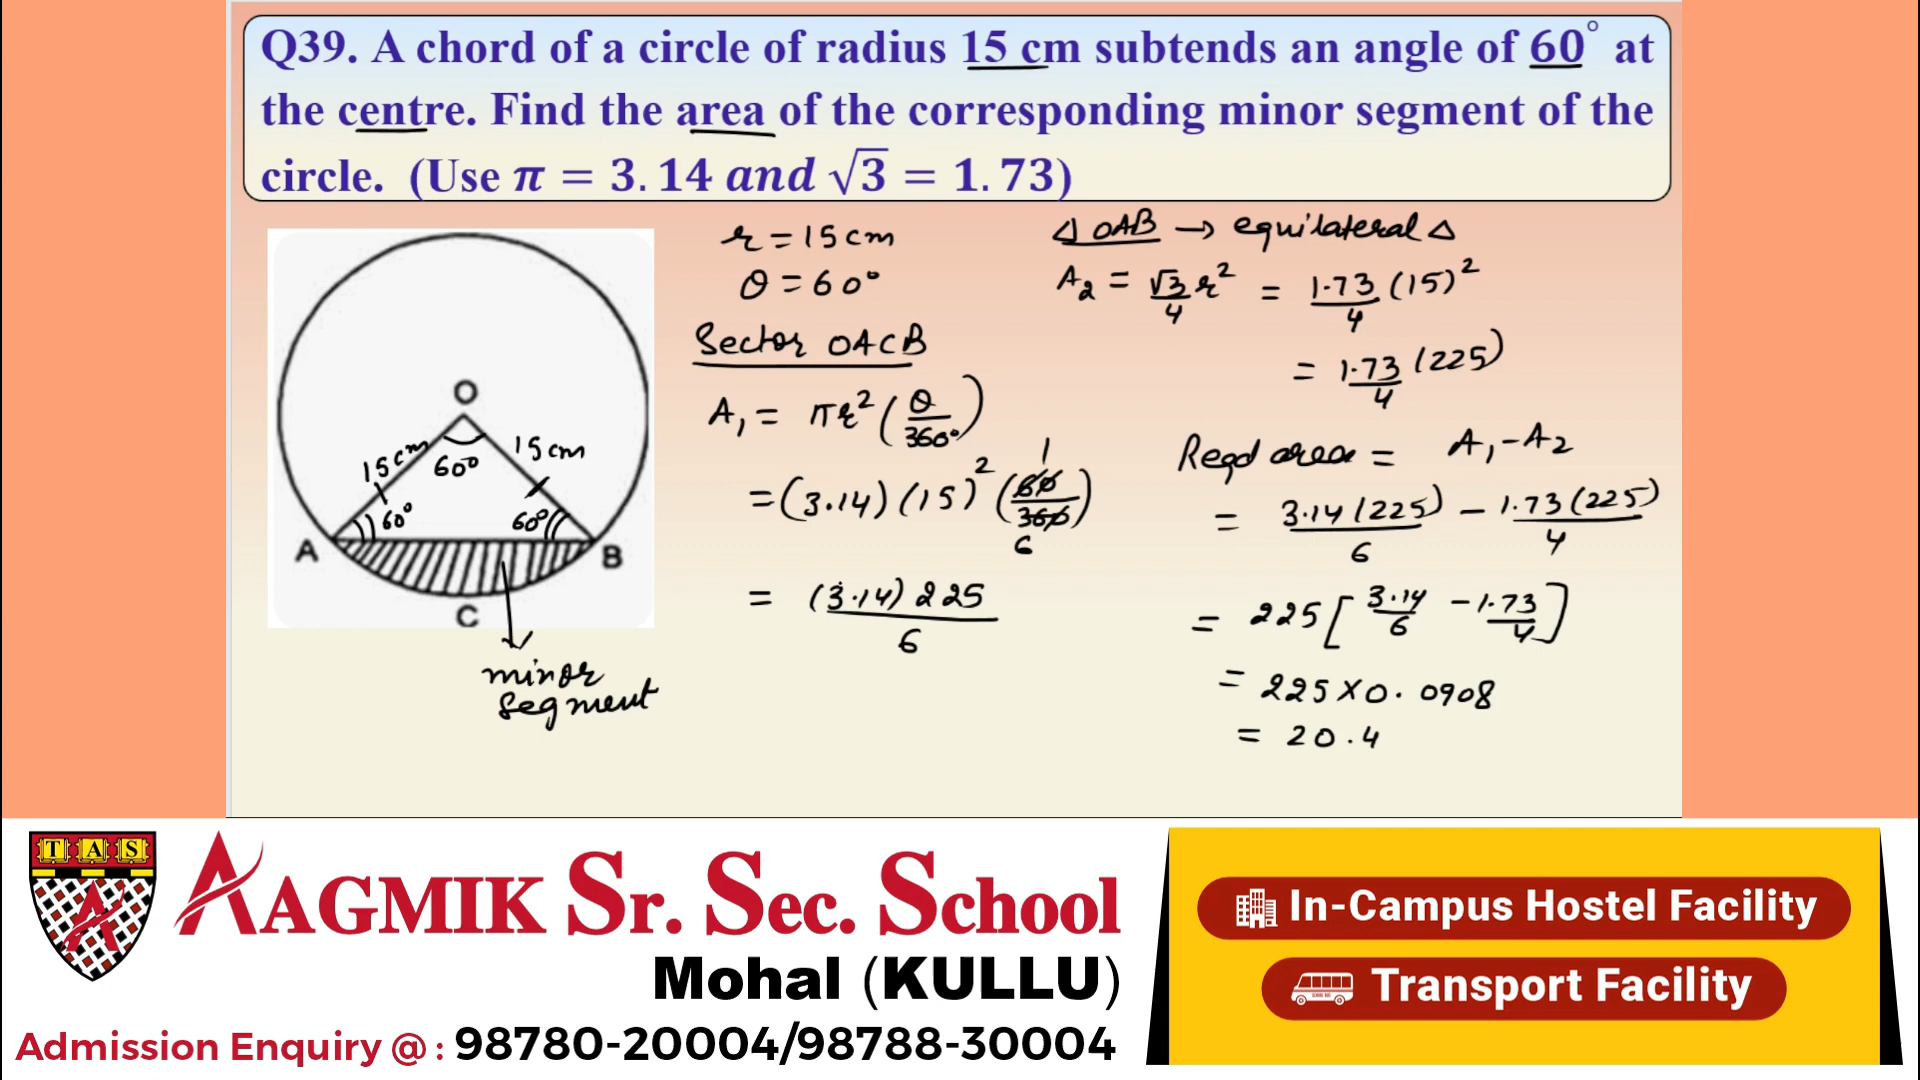 Q39. A chord of a circle of radius 15 cm subtends an angle of 60° at
the centre. Find the area of the corresponding minor segment of the
circle. (Use π = 3.14 and √3 = 1.73)
O
15cm
15cm
60°
60°
60°
A
B
C
minor
segment
r = 15cm
θ = 60°
Sector OACB
A₁ = πr² (θ/360°)
= (3.14) (15)² (60/360) 1 6
= (3.14) 225/6
△OAB → equilateral △
A₂ = √3/4 r² = 1.73/4 (15)²
= 1.73/4 (225)
Reqd area = A₁-A₂
= 3.14(225)/6 - 1.73(225)/4
= 225 [3.14/6 - 1.73/4]
= 225 × 0.0908
= 20.4
TAS
A
AAGMIK Sr. Sec. School
Mohal (KULLU)
Admission Enquiry @ : 98780-20004/98788-30004
In-Campus Hostel Facility
Transport Facility